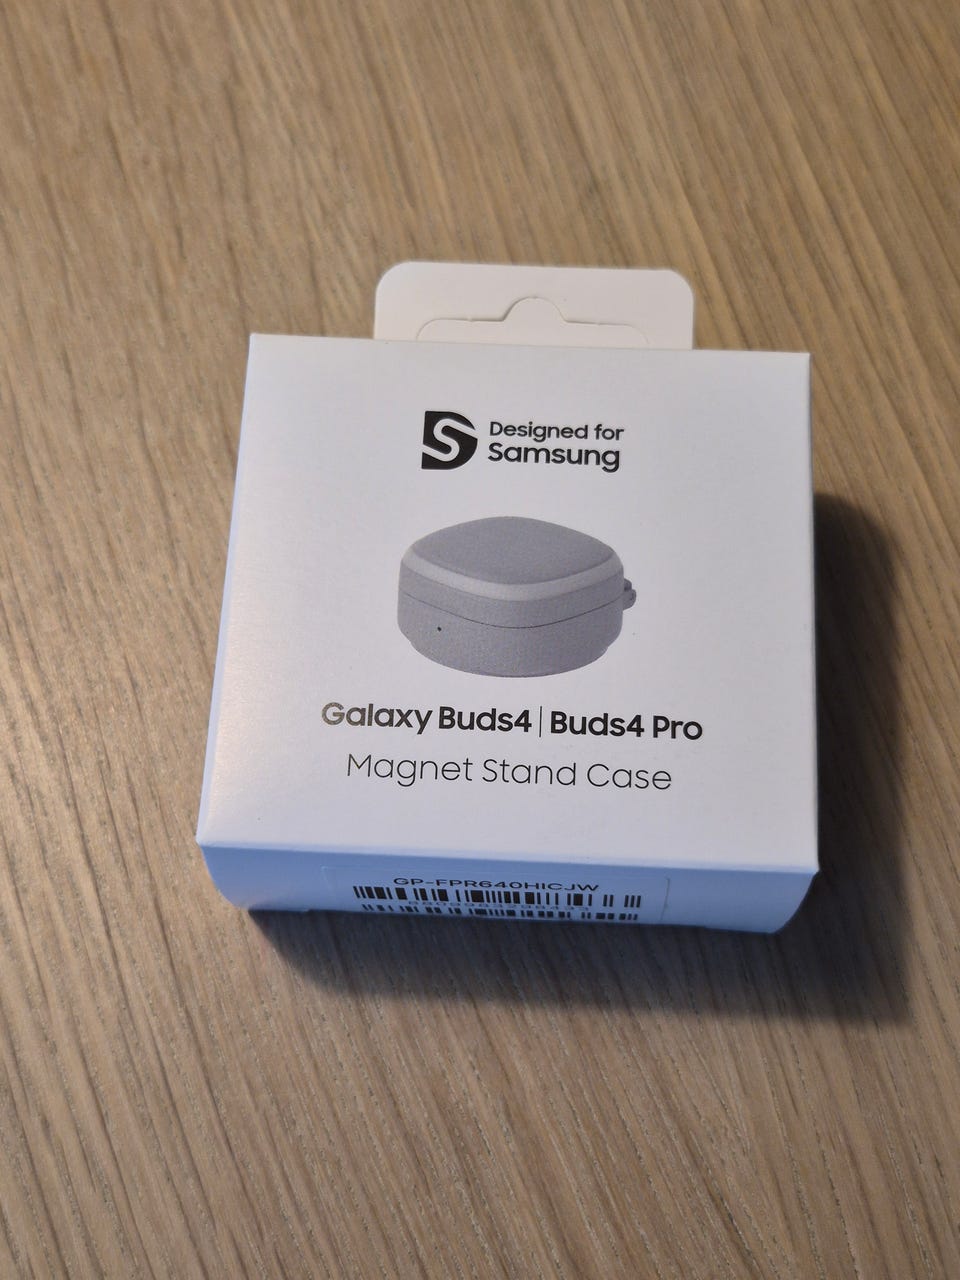 Designed for
Samsung
Galaxy Buds4 | Buds4 Pro
Magnet Stand Case
GP-FPR640HICJW